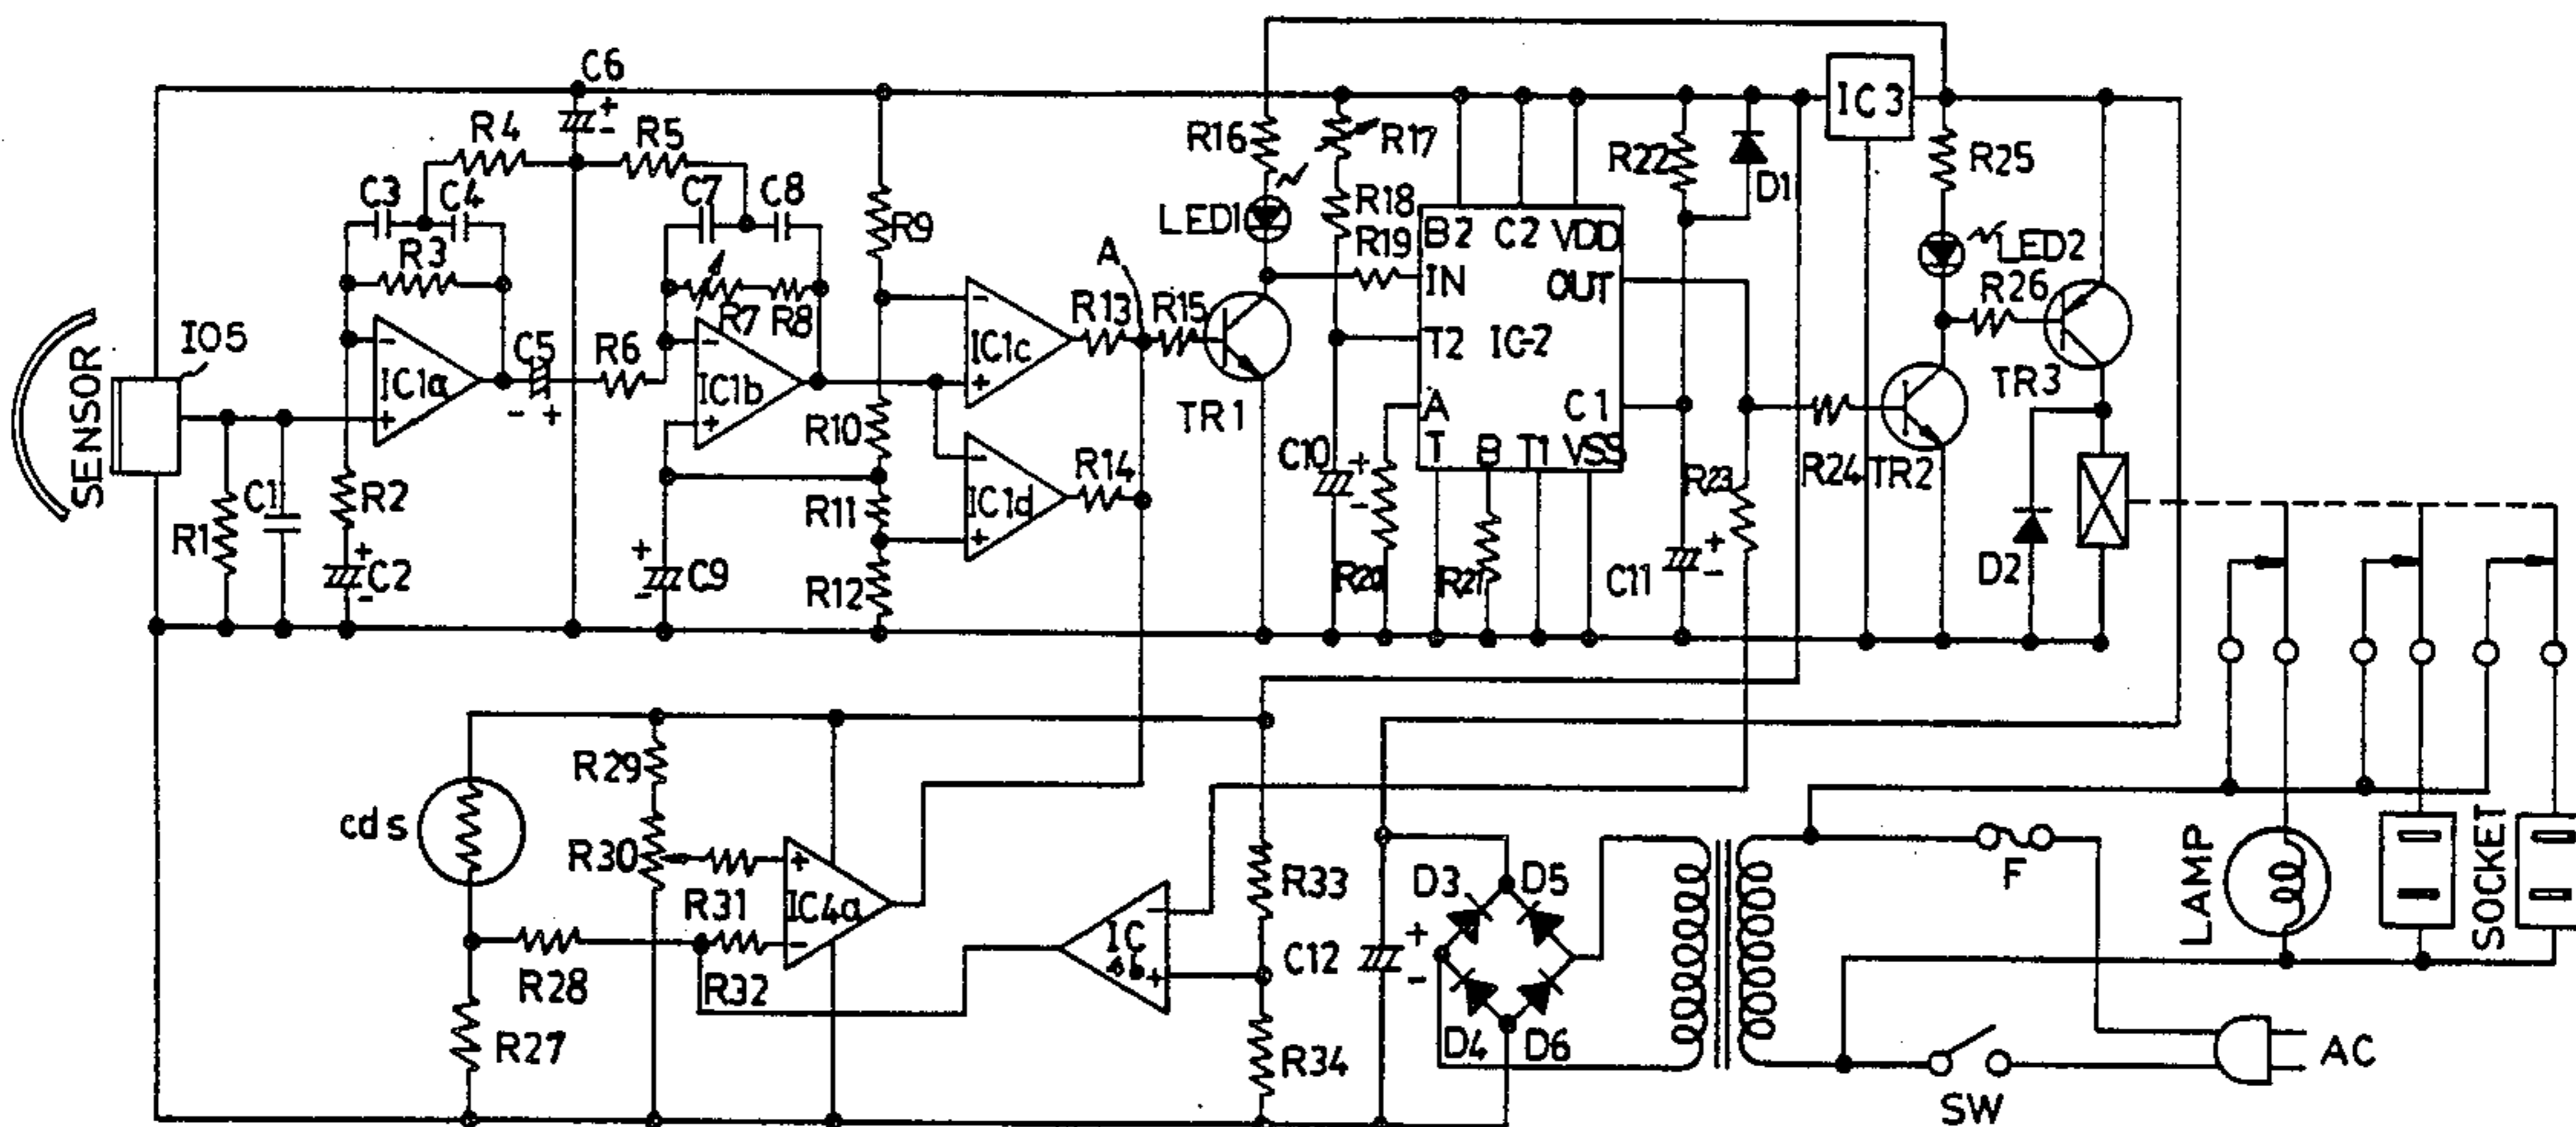 C6
R4
R5
C3
C4
C7
C8
R3
R7
R8
R9
R16
R17
R18
R19
LED1
B2 C2 VDD
IN
OUT
T2
IC-2
A
C1
T
B
T1
VSS
R22
D1
IC3
R25
LED2
R26
TR3
SENSOR
IO5
IC1a
C5
R6
IC1b
IC1c
A
R13
R15
TR1
R10
R11
R12
IC1d
R14
R1
C1
R2
C2
C9
C10
R20
R21
C11
R23
R24
TR2
D2
+
-
cds
R29
R30
R31
R32
R28
R27
IC4a
IC
4b
R33
R34
C12
D3
D5
D4
D6
F
SW
AC
LAMP
SOCKET